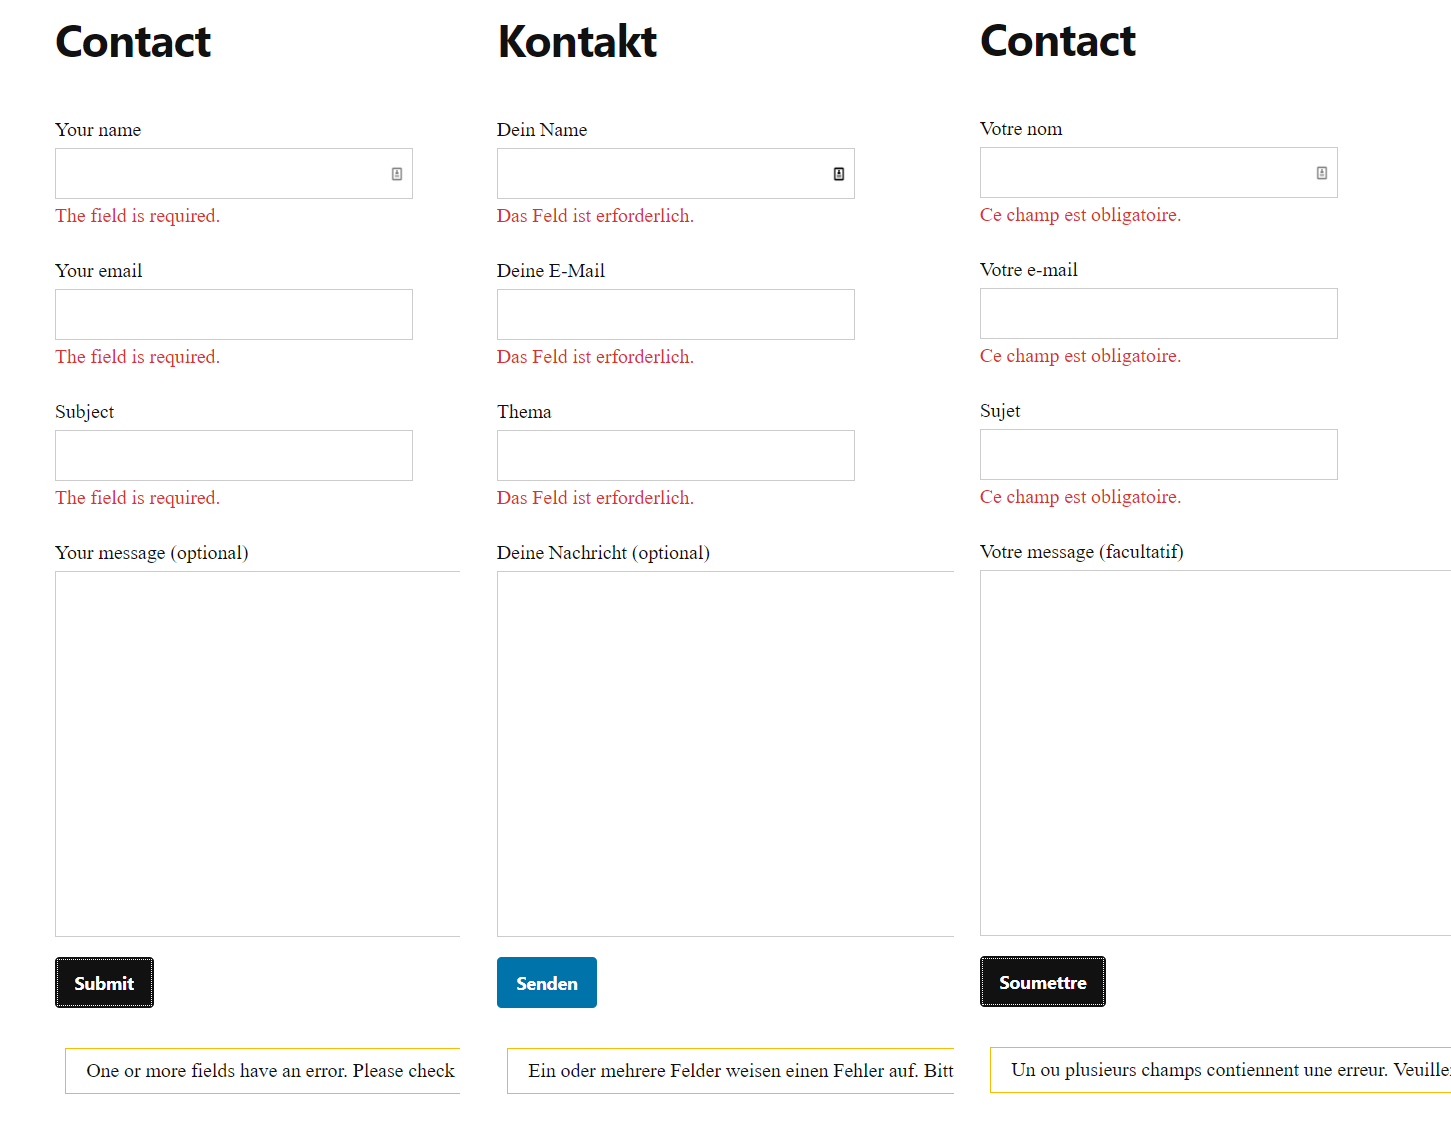 Contact
Your name
The field is required.
Your email
The field is required.
Subject
The field is required.
Your message (optional)
Submit
One or more fields have an error. Please check
Kontakt
Dein Name
Das Feld ist erforderlich.
Deine E-Mail
Das Feld ist erforderlich.
Thema
Das Feld ist erforderlich.
Deine Nachricht (optional)
Senden
Ein oder mehrere Felder weisen einen Fehler auf. Bitt
Contact
Votre nom
Ce champ est obligatoire.
Votre e-mail
Ce champ est obligatoire.
Sujet
Ce champ est obligatoire.
Votre message (facultatif)
Soumettre
Un ou plusieurs champs contiennent une erreur. Veuille